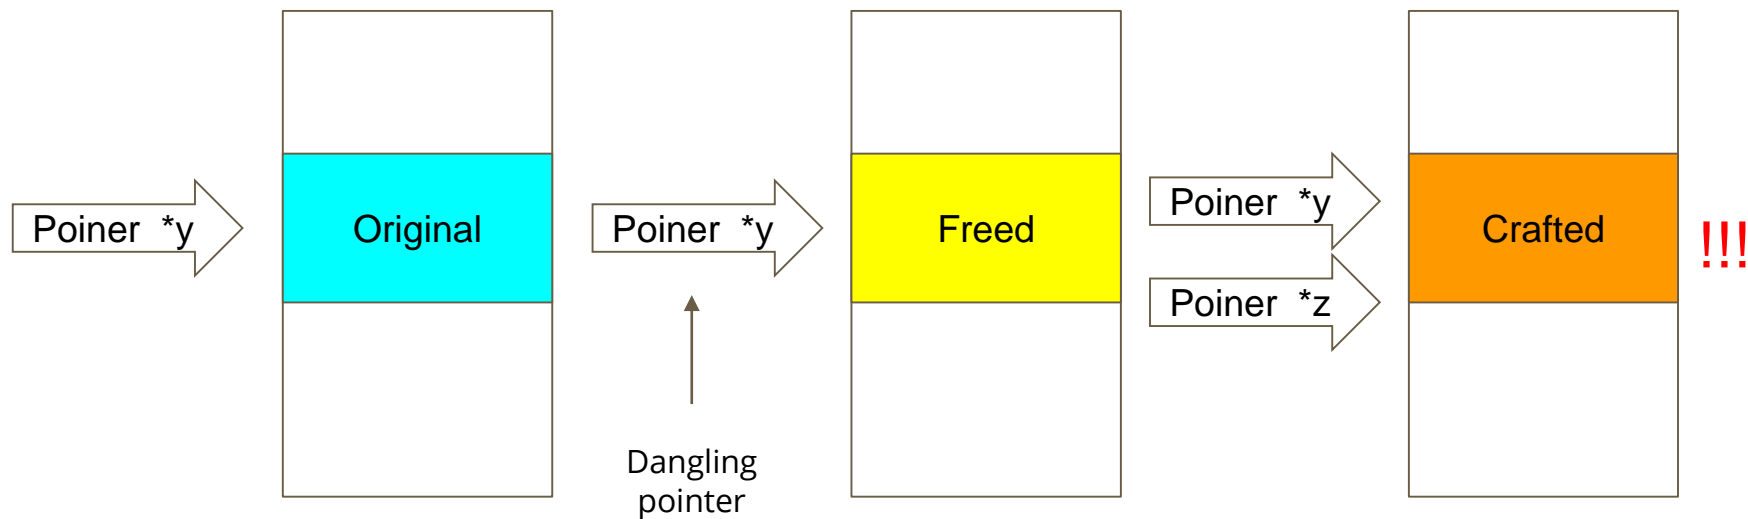 Poiner *y
Original
Poiner *y
Freed
Poiner *y
Poiner *z
Crafted
!!!
Dangling
pointer